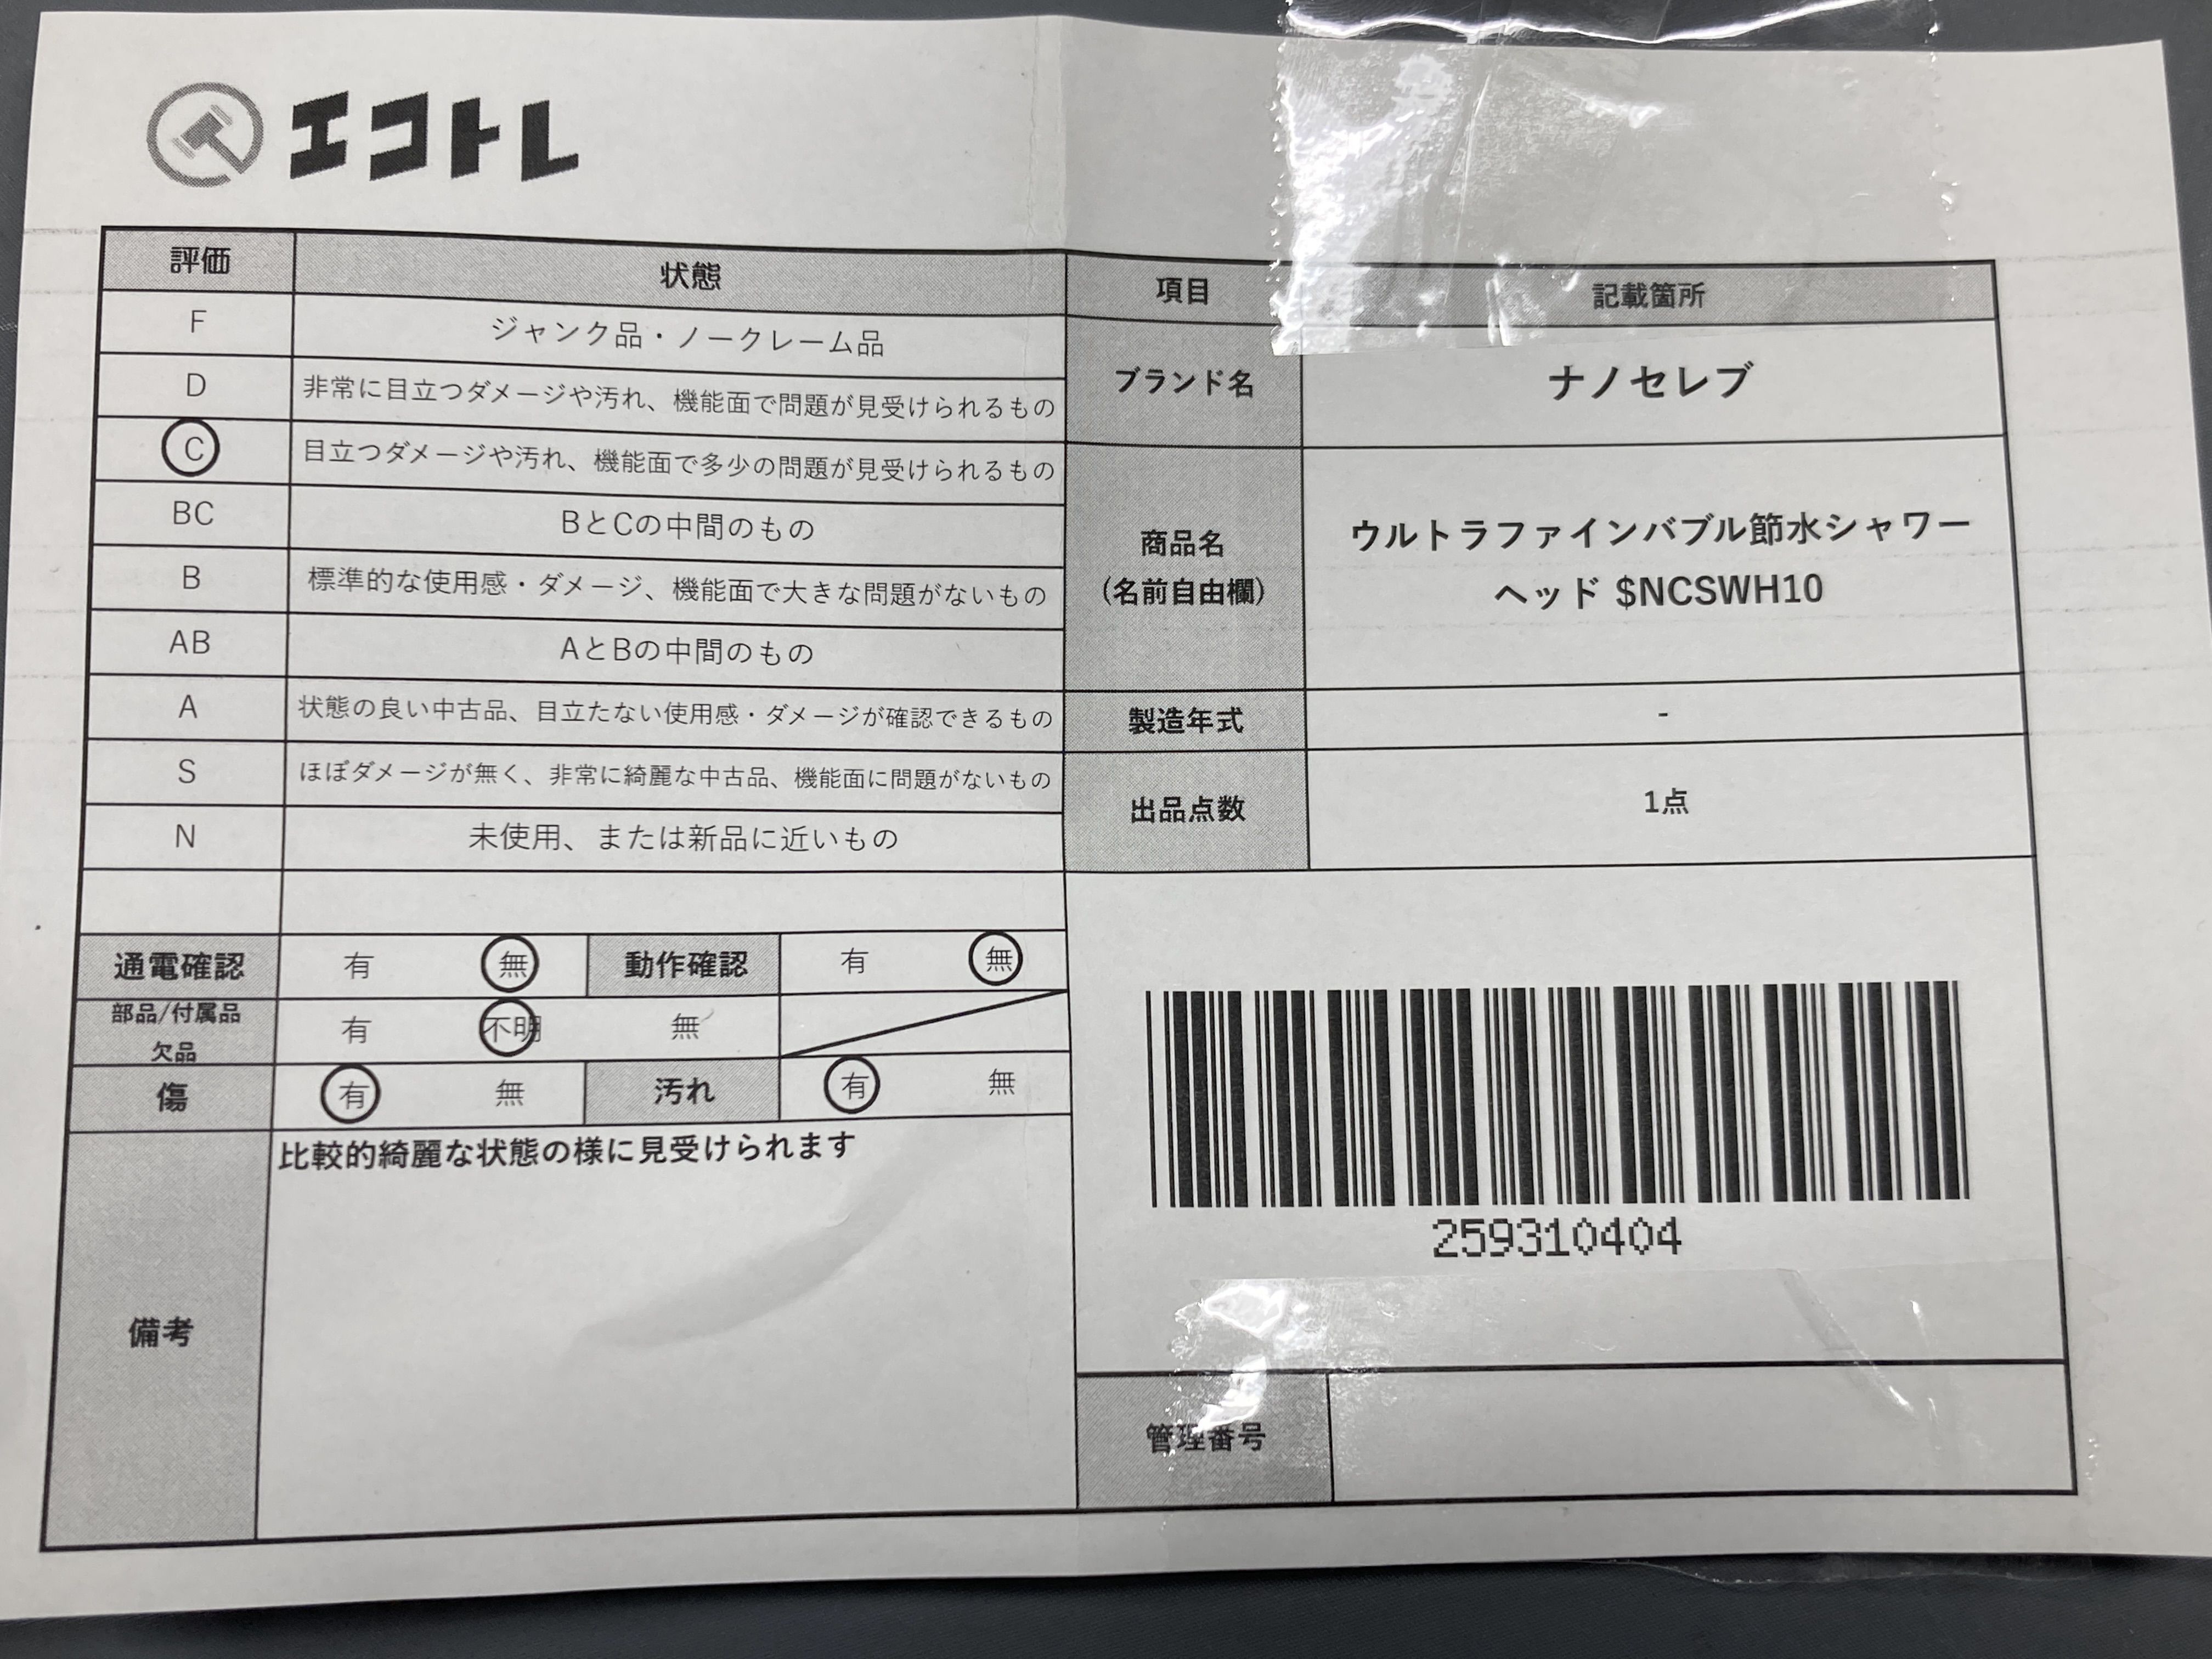 エコトレ
評価 状態
F ジャンク品・ノークレーム品
D 非常に目立つダメージや汚れ、機能面で問題が見受けられるもの
C 目立つダメージや汚れ、機能面で多少の問題が見受けられるもの
BC BとCの中間のもの
B 標準的な使用感・ダメージ、機能面で大きな問題がないもの
AB AとBの中間のもの
A 状態の良い中古品、目立たない使用感・ダメージが確認できるもの
S ほぼダメージが無く、非常に綺麗な中古品、機能面に問題がないもの
N 未使用、または新品に近いもの
通電確認 有 無 動作確認 有 無
部品/付属品
欠品 有 不明 無
傷 有 無 汚れ 有 無
備考 比較的綺麗な状態の様に見受けられます
項目 記載箇所
ブランド名 ナノセレブ
商品名
(名前自由欄)
ウルトラファインバブル節水シャワー
ヘッド $NCSWH10
製造年式 -
出品点数 1点
259310404
管理番号